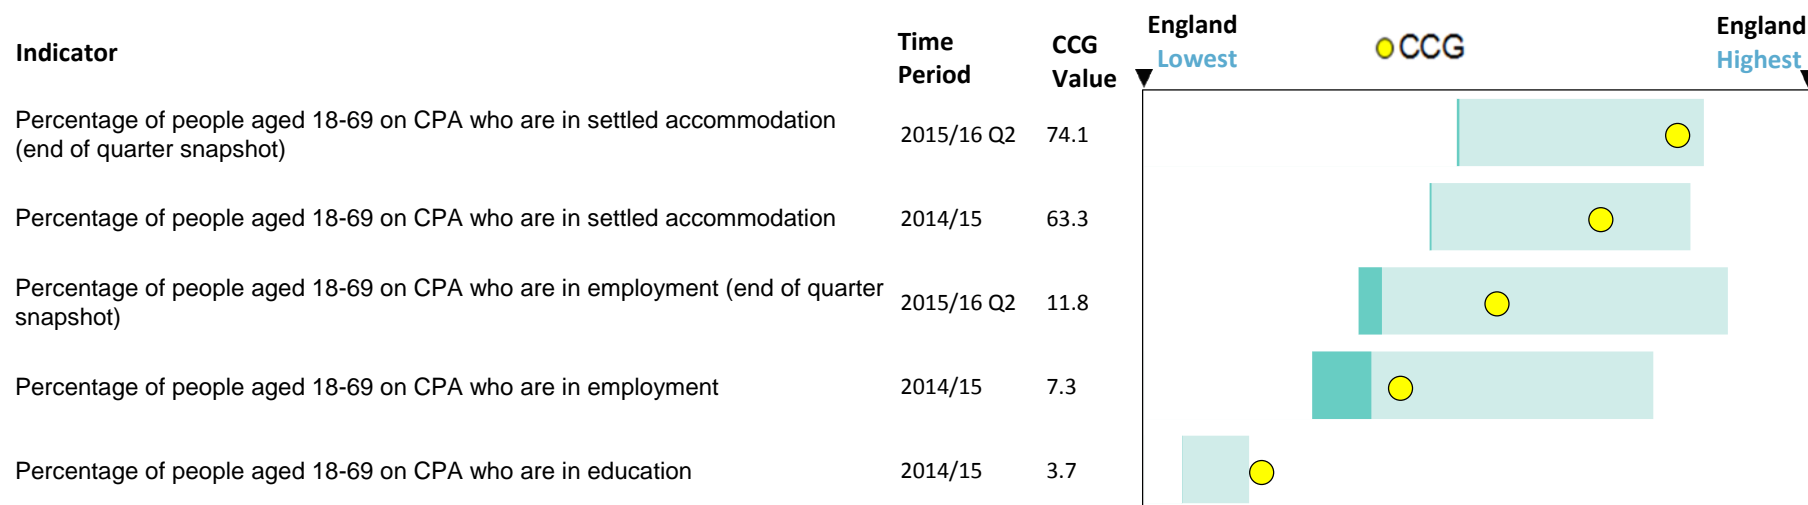 Indicator
Time
Period
CCG
Value
England
Lowest
CCG
England
Highest
Percentage of people aged 18-69 on CPA who are in settled accommodation
(end of quarter snapshot)
2015/16 Q2
74.1
Percentage of people aged 18-69 on CPA who are in settled accommodation
2014/15
63.3
Percentage of people aged 18-69 on CPA who are in employment (end of quarter
snapshot)
2015/16 Q2
11.8
Percentage of people aged 18-69 on CPA who are in employment
2014/15
7.3
Percentage of people aged 18-69 on CPA who are in education
2014/15
3.7